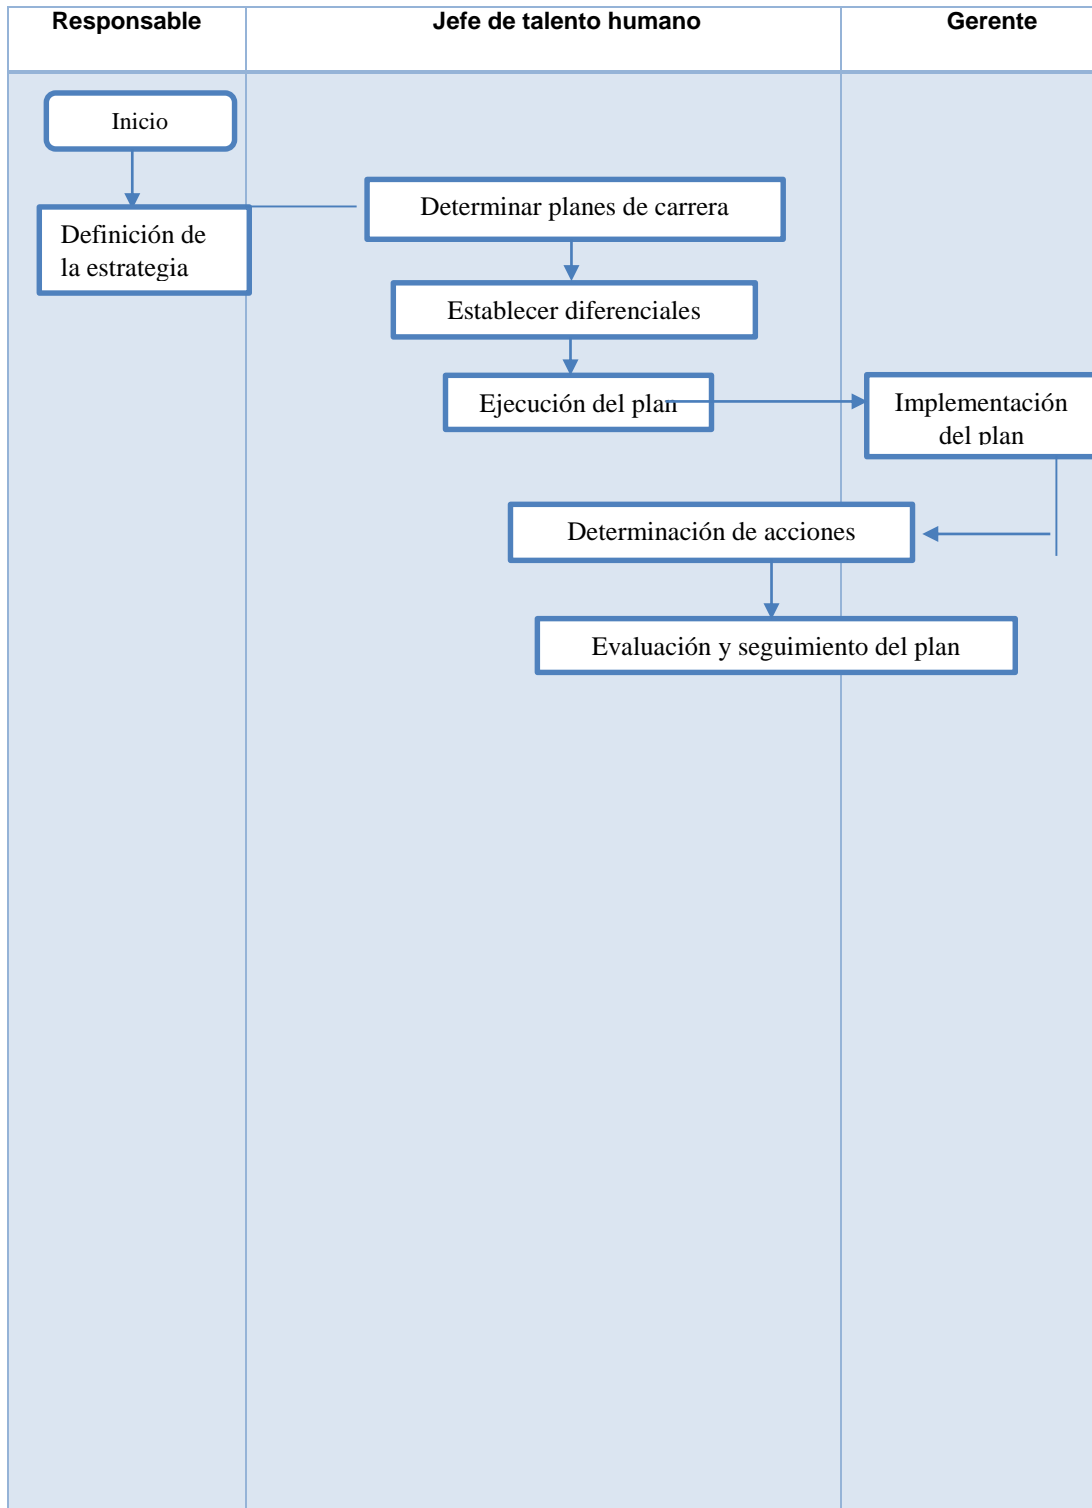 Responsable
Jefe de talento humano
Gerente
Inicio
Determinar planes de carrera
Definición de
la estrategia
Establecer diferenciales
Ejecución del plan
Implementación
del plan
Determinación de acciones
Evaluación y seguimiento del plan